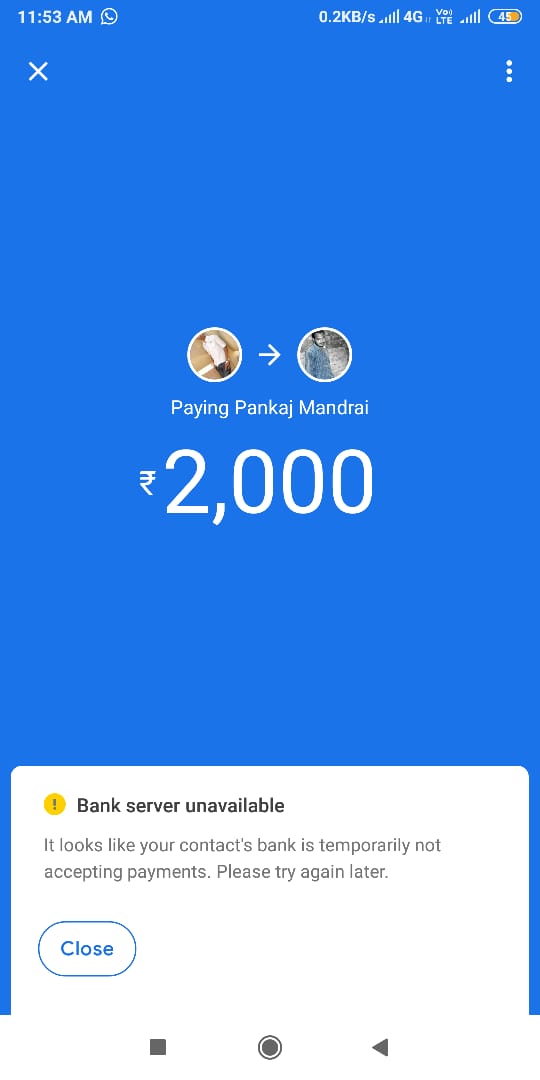 11:53 AM 0.2KB/s 4G Vo) LTE 45
Paying Pankaj Mandrai
₹2,000
Bank server unavailable
It looks like your contact's bank is temporarily not
accepting payments. Please try again later.
Close